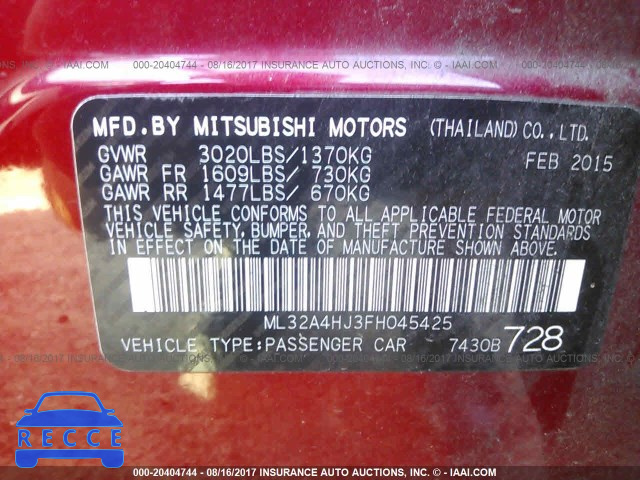 000-20404744 - 08/16/2017 INSURANCE AUTO AUCTIONS, INC. - © - IAAI.COM
MFD.BY MITSUBISHI MOTORS (THAILAND)CO.,LTD.
GVWR 3020LBS/1370KG FEB 2015
GAWR FR 1609LBS/ 730KG
GAWR RR 1477LBS/ 670KG
THIS VEHICLE CONFORMS TO ALL APPLICABLE FEDERAL MOTOR
VEHICLE SAFETY, BUMPER, AND THEFT PREVENTION STANDARDS
IN EFFECT ON THE DATE OF MANUFACTURE SHOWN ABOVE.
ML32A4HJ3FH045425
VEHICLE TYPE:PASSENGER CAR 7430B 728
RECCE
000-20404744 - 08/16/2017 INSURANCE AUTO AUCTIONS, INC. - © - IAAI.COM